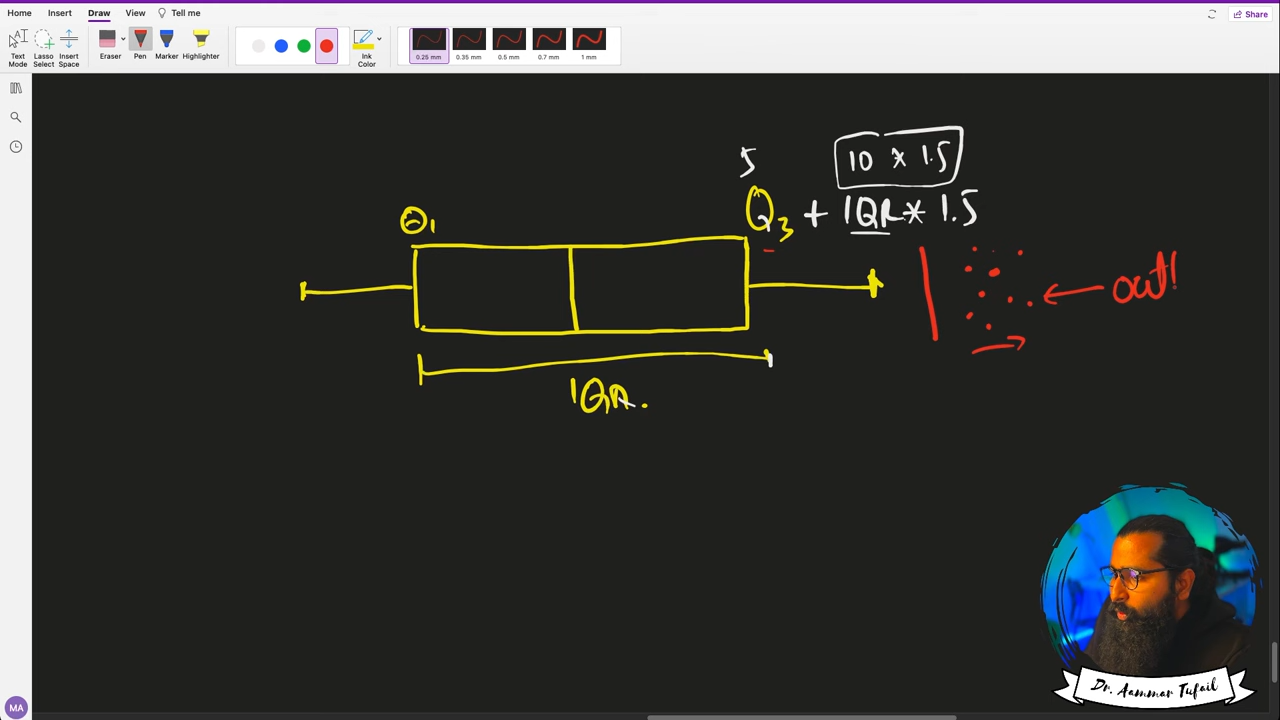 Home Insert Draw View Tell me
Share
Text Mode
Lasso Select
Insert Space
Eraser
Pen
Marker
Highlighter
Ink Color
0.25 mm
0.35 mm
0.5 mm
0.7 mm
1 mm
5
10 * 1.5
Q1
Q3 + IQR * 1.5
out!
IQR.
MA
Dr. Aammar Tufail